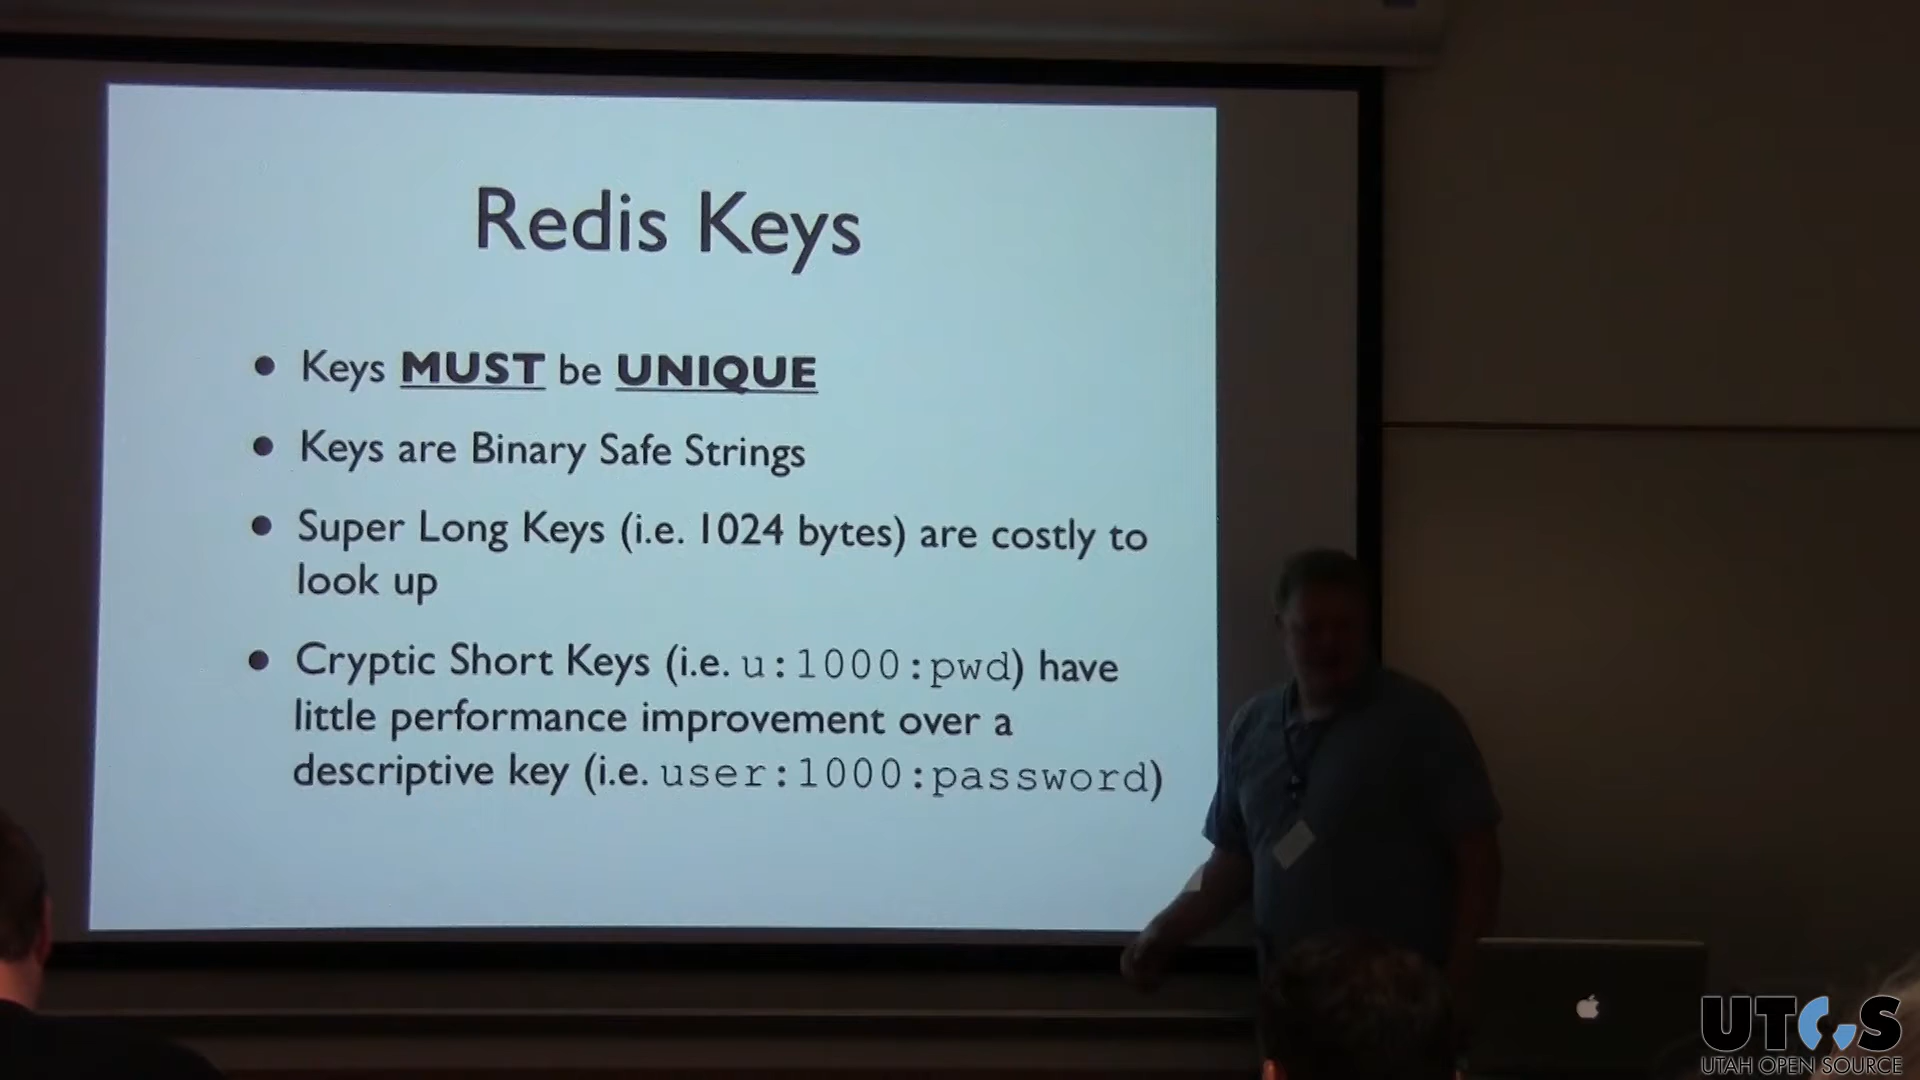 Redis Keys
• Keys MUST be UNIQUE
• Keys are Binary Safe Strings
• Super Long Keys (i.e. 1024 bytes) are costly to
look up
• Cryptic Short Keys (i.e. u:1000:pwd) have
little performance improvement over a
descriptive key (i.e. user:1000:password)
UTOS
UTAH OPEN SOURCE